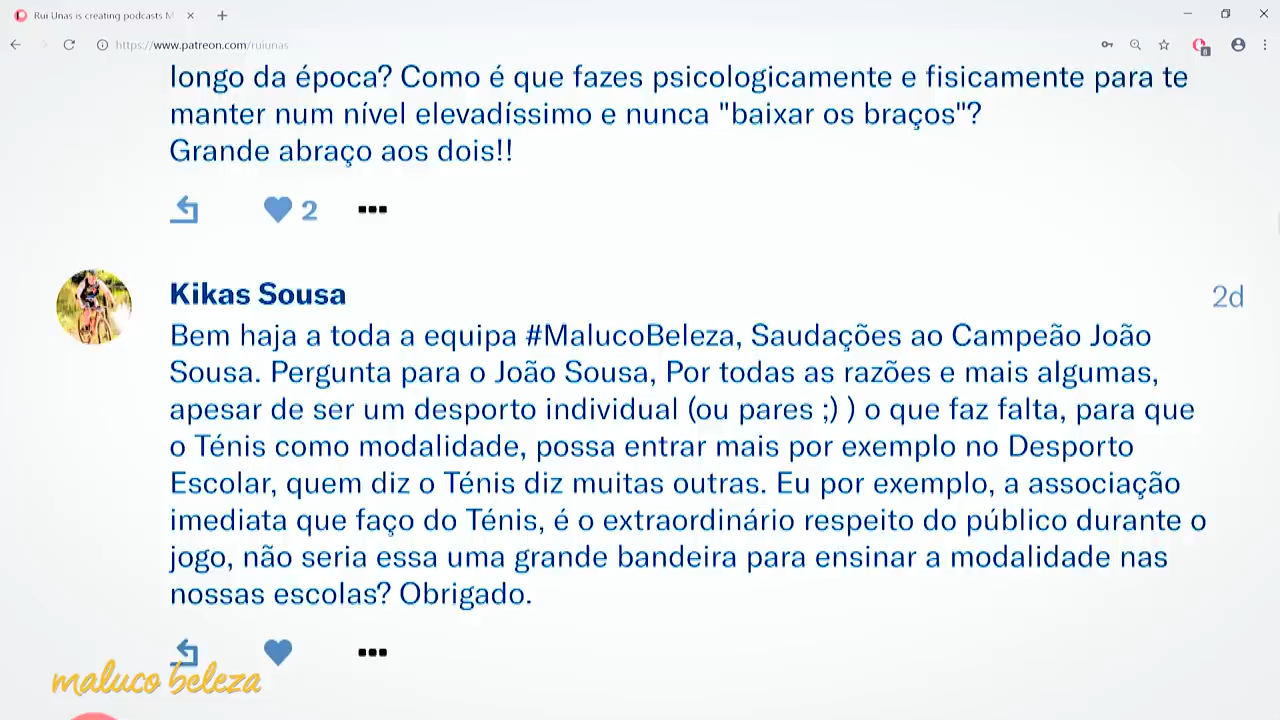 Rui Unas is creating podcasts M
https://www.patreon.com/ruiunas
longo da época? Como é que fazes psicologicamente e fisicamente para te
manter num nível elevadíssimo e nunca "baixar os braços"?
Grande abraço aos dois!!
2
Kikas Sousa
2d
Bem haja a toda a equipa #MalucoBeleza, Saudações ao Campeão João
Sousa. Pergunta para o João Sousa, Por todas as razões e mais algumas,
apesar de ser um desporto individual (ou pares ;) ) o que faz falta, para que
o Ténis como modalidade, possa entrar mais por exemplo no Desporto
Escolar, quem diz o Ténis diz muitas outras. Eu por exemplo, a associação
imediata que faço do Ténis, é o extraordinário respeito do público durante o
jogo, não seria essa uma grande bandeira para ensinar a modalidade nas
nossas escolas? Obrigado.
maluco beleza